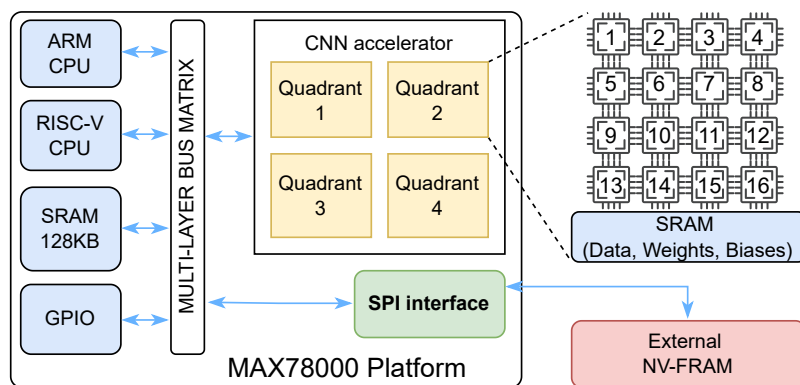 ARM
CPU
RISC-V
CPU
SRAM
128KB
GPIO
MULTI-LAYER BUS MATRIX
CNN accelerator
Quadrant
1
Quadrant
2
Quadrant
3
Quadrant
4
SPI interface
MAX78000 Platform
1 2 3 4
5 6 7 8
9 10 11 12
13 14 15 16
SRAM
(Data, Weights, Biases)
External
NV-FRAM